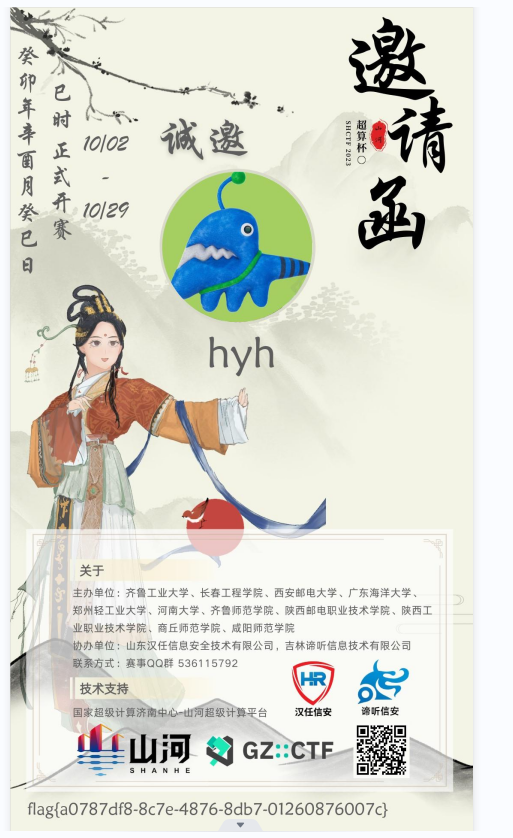 邀请函
山河
超算杯
SHCTF 2023
癸卯年辛酉月癸巳日
巳时 正式开赛
10/02
-
10/29
诚邀
hyh
关于
主办单位：齐鲁工业大学、长春工程学院、西安邮电大学、广东海洋大学、
郑州轻工业大学、河南大学、齐鲁师范学院、陕西邮电职业技术学院、陕西工
业职业技术学院、商丘师范学院、咸阳师范学院
协办单位：山东汉任信息安全技术有限公司，吉林谛听信息技术有限公司
联系方式：赛事QQ群 536115792
技术支持
国家超级计算济南中心-山河超级计算平台
HR
汉任信安
谛听信安
山河
SHANHE
GZ::CTF
flag{a0787df8-8c7e-4876-8db7-01260876007c}